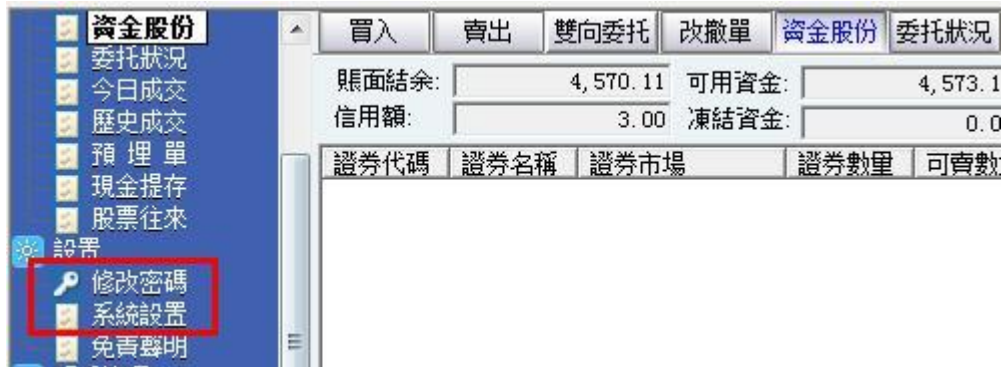 資金股份
委托狀況
今日成交
歷史成交
預埋單
現金提存
股票往來
設置
修改密碼
系統設置
免責聲明
買入 賣出 雙向委托 改撤單 資金股份 委托狀況
賬面結余: 4,570.11 可用資金: 4,573.1
信用額: 3.00 凍結資金: 0.0
證券代碼 證券名稱 證券市場 證券數量 可賣數